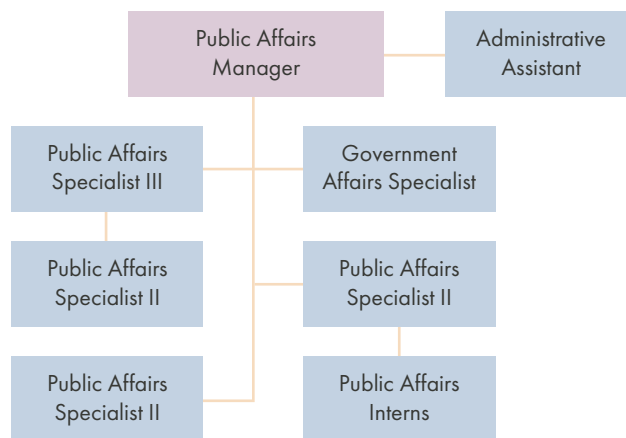 Public Affairs
Manager
Administrative
Assistant
Public Affairs
Specialist III
Government
Affairs Specialist
Public Affairs
Specialist II
Public Affairs
Specialist II
Public Affairs
Specialist II
Public Affairs
Interns